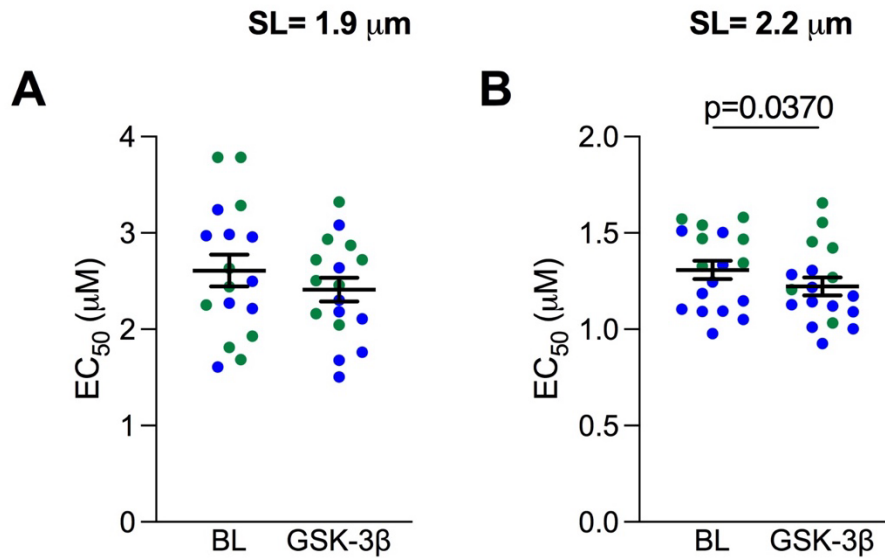 SL= 1.9 μm
SL= 2.2 μm
A
B
p=0.0370
4
3
2
1
0
EC50 (μM)
BL
GSK-3β
2.0
1.5
1.0
0.5
0.0
EC50 (μM)
BL
GSK-3β